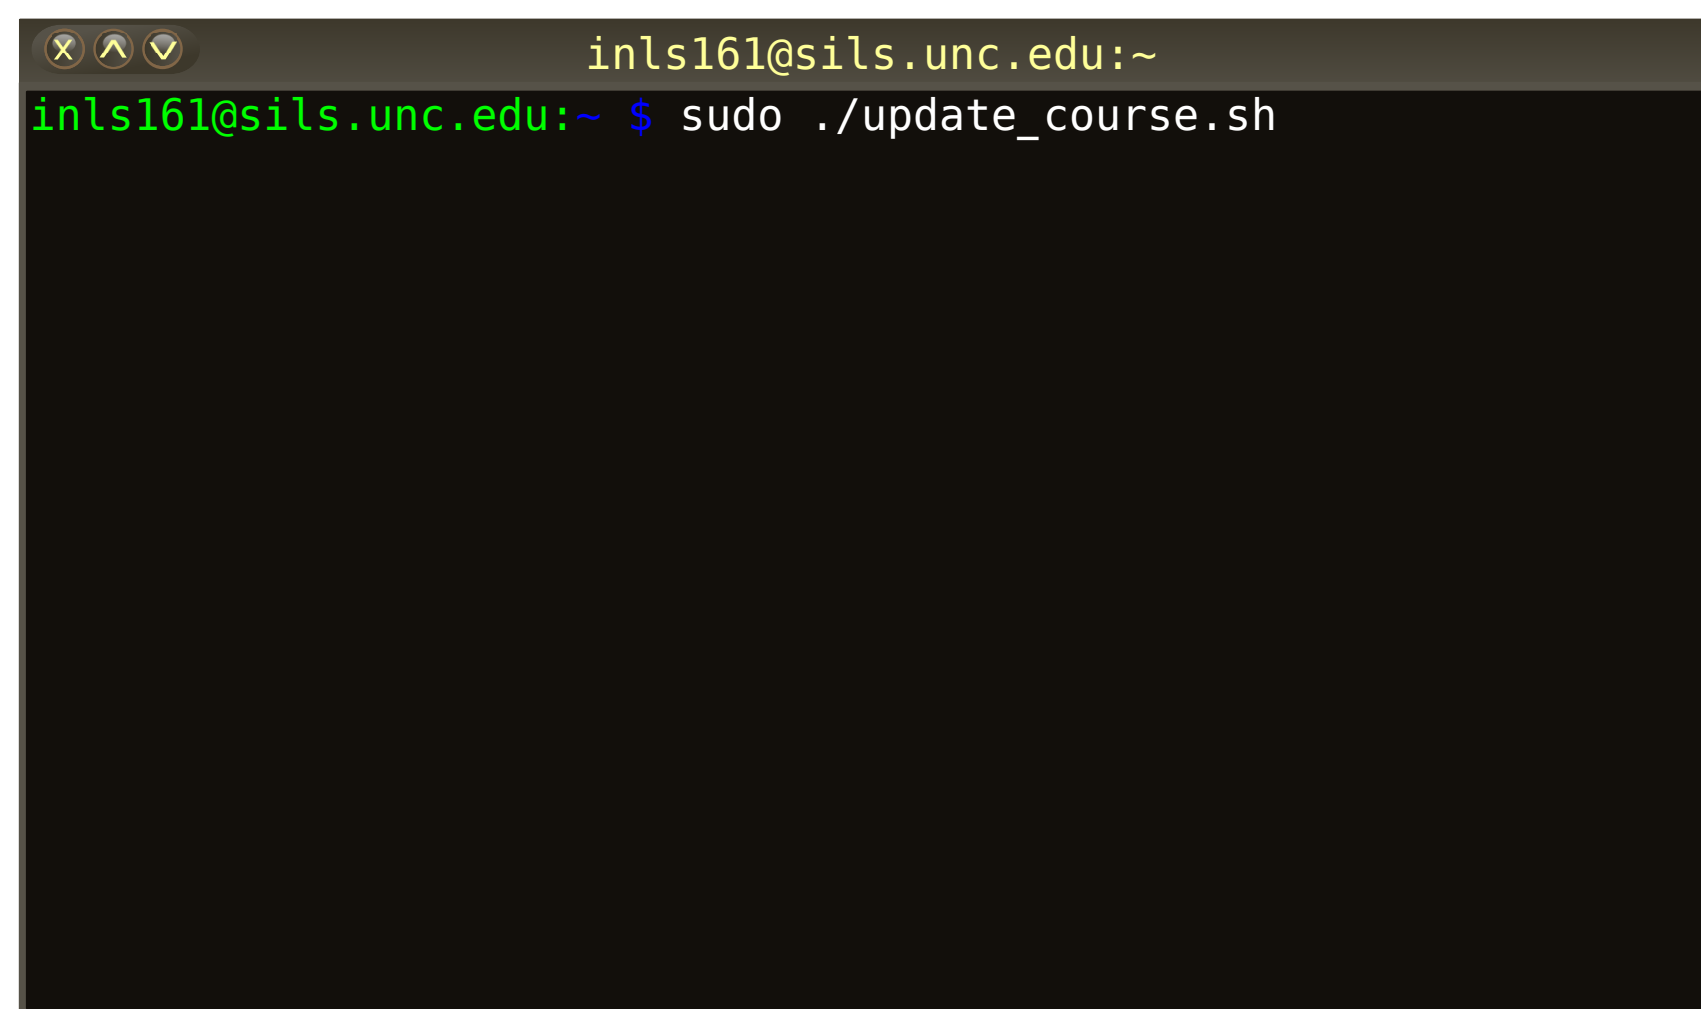 inls161@sils.unc.edu:~
inls161@sils.unc.edu:~ $ sudo ./update_course.sh